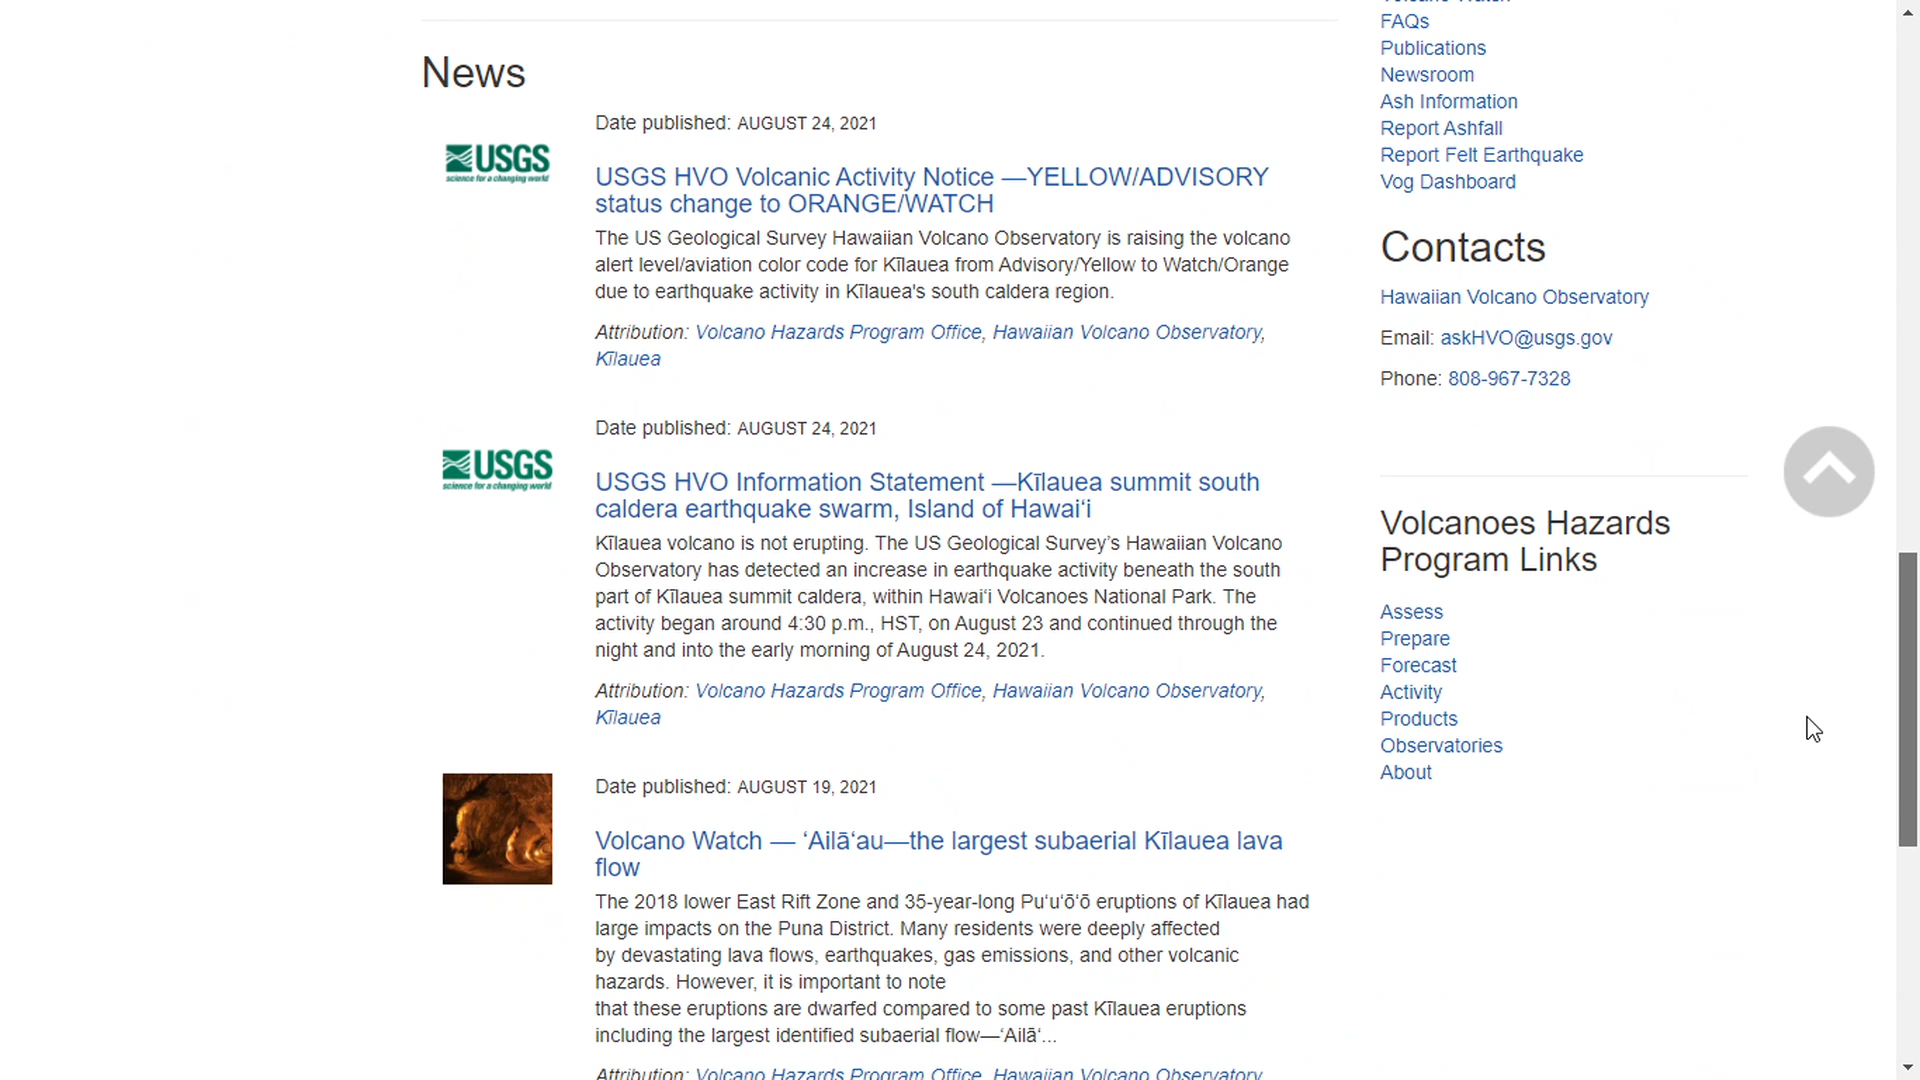 FAQs
Publications
Newsroom
Ash Information
Report Ashfall
Report Felt Earthquake
Vog Dashboard
News
Date published: AUGUST 24, 2021
USGS
science for a changing world
USGS HVO Volcanic Activity Notice —YELLOW/ADVISORY
status change to ORANGE/WATCH
The US Geological Survey Hawaiian Volcano Observatory is raising the volcano
alert level/aviation color code for Kīlauea from Advisory/Yellow to Watch/Orange
due to earthquake activity in Kīlauea's south caldera region.
Attribution: Volcano Hazards Program Office, Hawaiian Volcano Observatory,
Kīlauea
Date published: AUGUST 24, 2021
USGS
science for a changing world
USGS HVO Information Statement —Kīlauea summit south
caldera earthquake swarm, Island of Hawaiʻi
Kīlauea volcano is not erupting. The US Geological Survey’s Hawaiian Volcano
Observatory has detected an increase in earthquake activity beneath the south
part of Kīlauea summit caldera, within Hawaiʻi Volcanoes National Park. The
activity began around 4:30 p.m., HST, on August 23 and continued through the
night and into the early morning of August 24, 2021.
Attribution: Volcano Hazards Program Office, Hawaiian Volcano Observatory,
Kīlauea
Date published: AUGUST 19, 2021
Volcano Watch — ʻAilāʻau—the largest subaerial Kīlauea lava
flow
The 2018 lower East Rift Zone and 35-year-long Puʻuʻōʻō eruptions of Kīlauea had
large impacts on the Puna District. Many residents were deeply affected
by devastating lava flows, earthquakes, gas emissions, and other volcanic
hazards. However, it is important to note
that these eruptions are dwarfed compared to some past Kīlauea eruptions
including the largest identified subaerial flow—ʻAilāʻ...
Attribution: Volcano Hazards Program Office, Hawaiian Volcano Observatory
Contacts
Hawaiian Volcano Observatory
Email: askHVO@usgs.gov
Phone: 808-967-7328
Volcanoes Hazards
Program Links
Assess
Prepare
Forecast
Activity
Products
Observatories
About